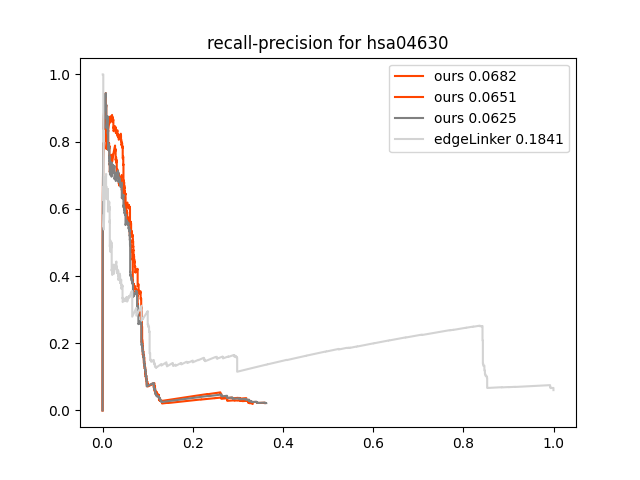 recall-precision for hsa04630
ours 0.0682
ours 0.0651
ours 0.0625
edgeLinker 0.1841
1.0
0.8
0.6
0.4
0.2
0.0
0.0 0.2 0.4 0.6 0.8 1.0